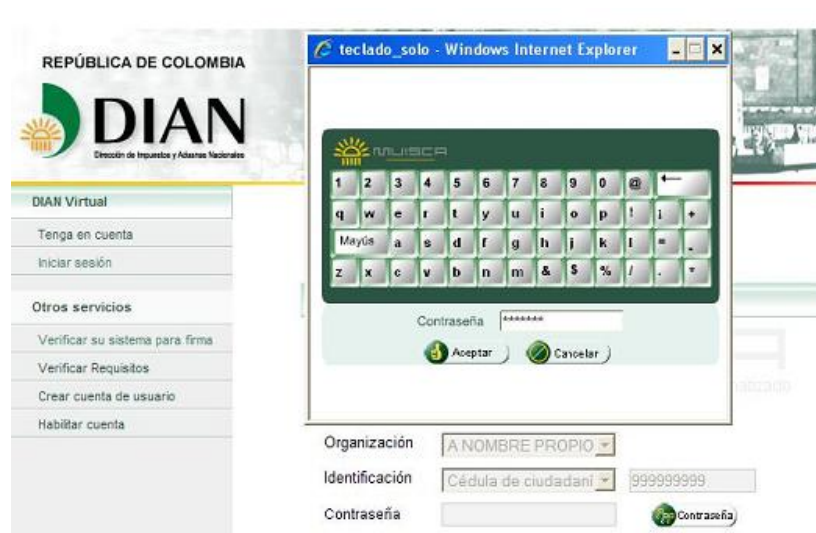 REPÚBLICA DE COLOMBIA
DIAN
Dirección de Impuestos y Aduanas Nacionales
DIAN Virtual
Tenga en cuenta
Iniciar sesión
Otros servicios
Verificar su sistema para firma
Verificar Requisitos
Crear cuenta de usuario
Habilitar cuenta
teclado_solo - Windows Internet Explorer
MUISCA
1 2 3 4 5 6 7 8 9 0 @
q w e r t y u i o p ! +
Mayús a s d f g h j k l = -
z x c v b n m & $ % / . *
Contraseña *******
Aceptar Cancelar
Organización A NOMBRE PROPIO
Identificación Cédula de ciudadaní 999999999
Contraseña Contraseña